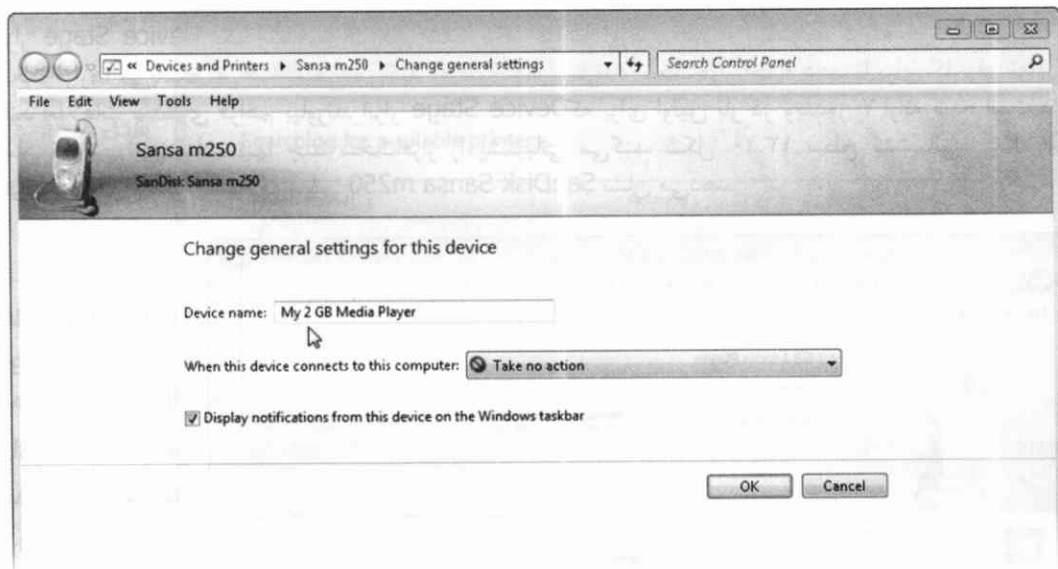 « Devices and Printers ▸ Sansa m250 ▸ Change general settings
Search Control Panel
File Edit View Tools Help
Sansa m250
SanDisk Sansa m250
Change general settings for this device
Device name: My 2 GB Media Player
When this device connects to this computer: Take no action
Display notifications from this device on the Windows taskbar
OK Cancel